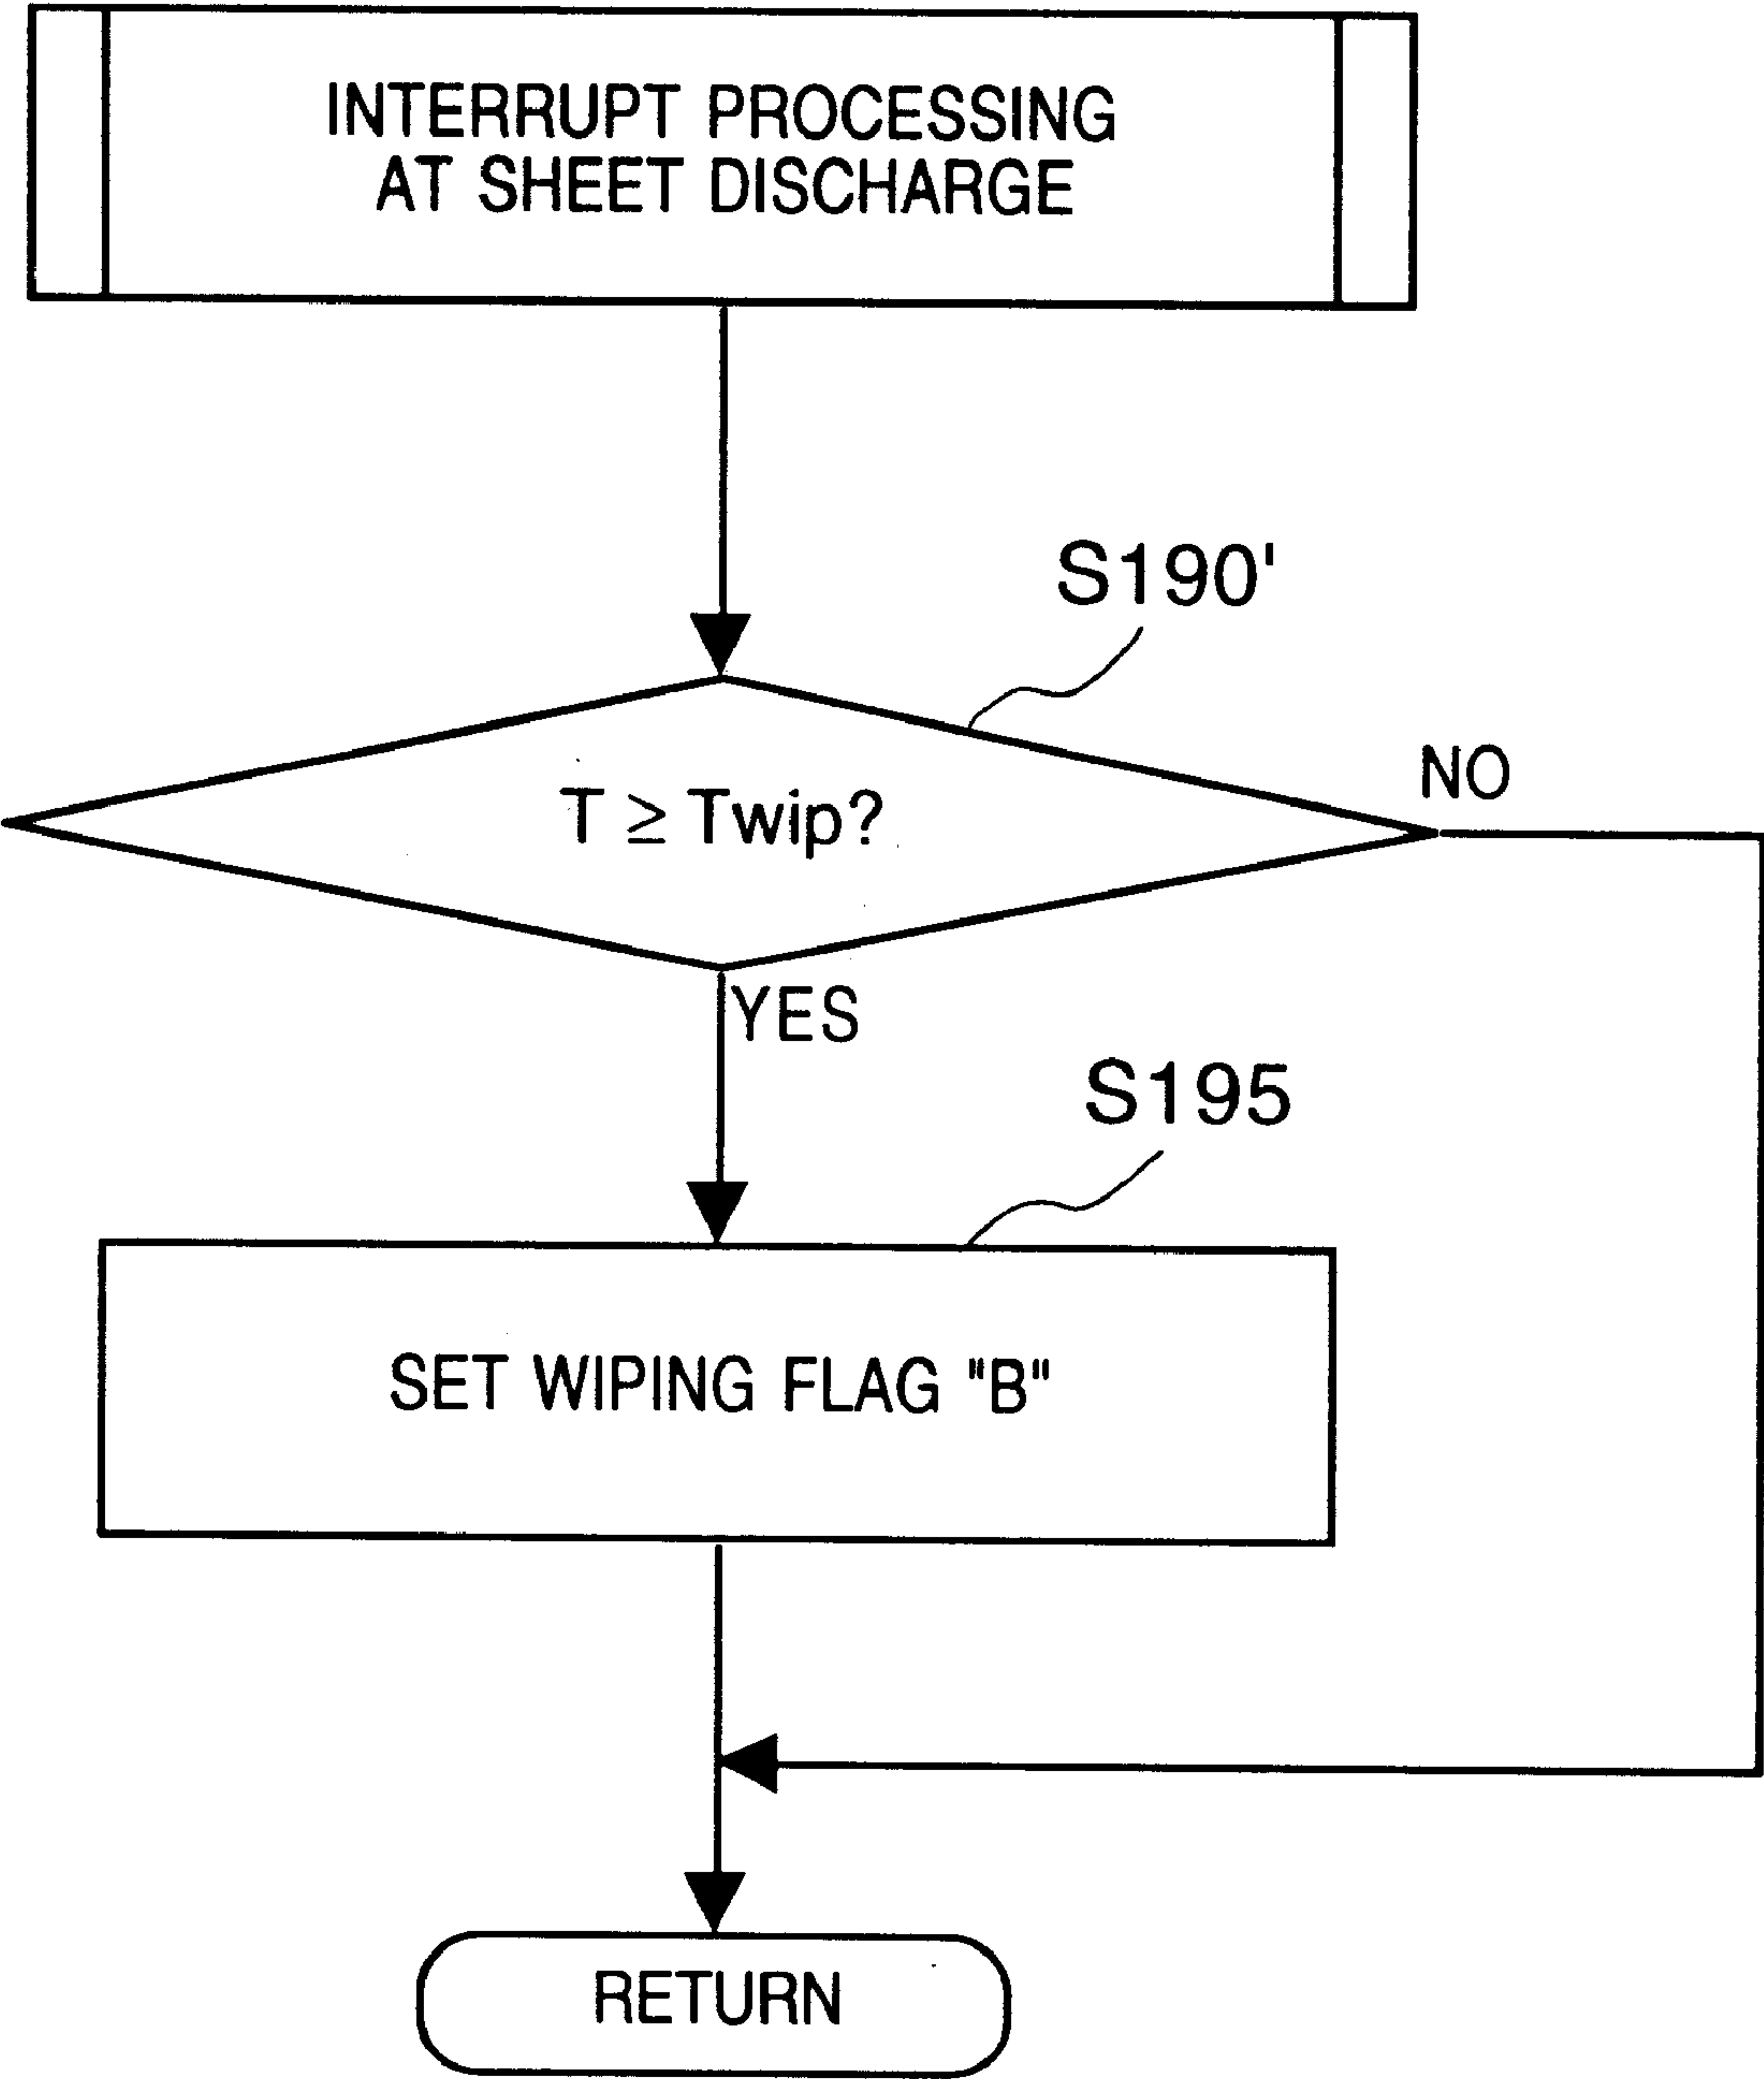 INTERRUPT PROCESSING
AT SHEET DISCHARGE
S190'
T ≥ Twip?
NO
YES
S195
SET WIPING FLAG "B"
RETURN